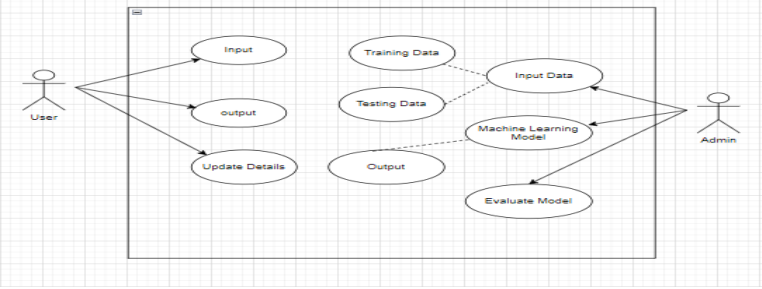 Input
Training Data
Input Data
User
output
Testing Data
Machine Learning
Model
Admin
Update Details
Output
Evaluate Model